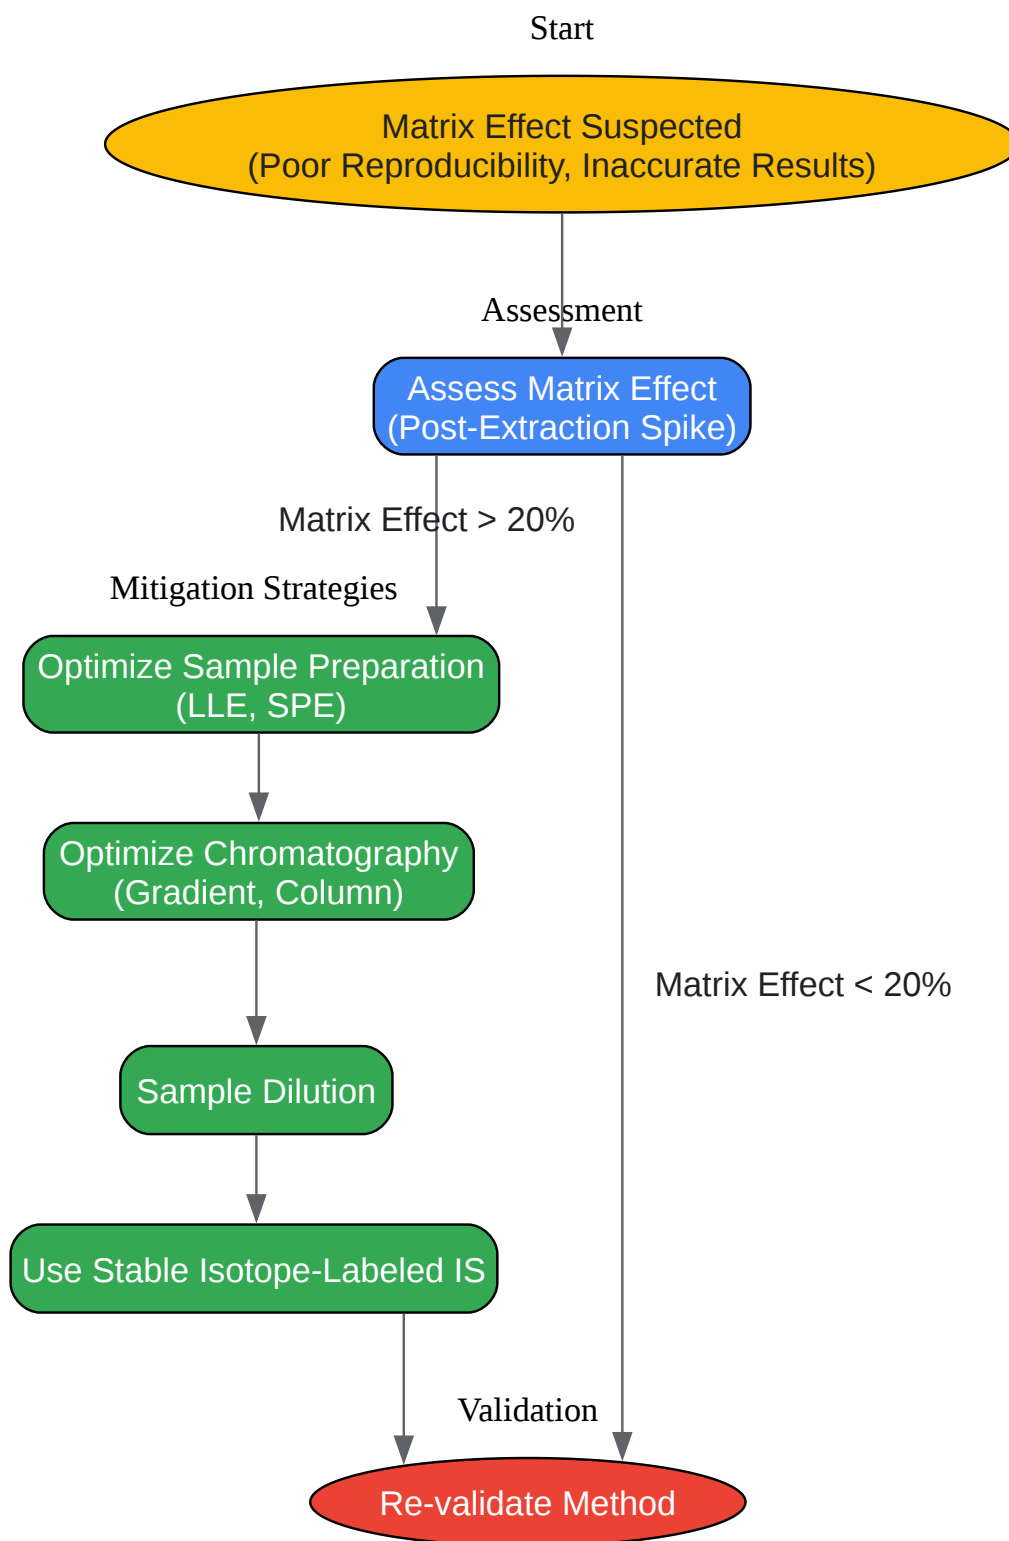 Start
Matrix Effect Suspected
(Poor Reproducibility, Inaccurate Results)
Assessment
Assess Matrix Effect
(Post-Extraction Spike)
Matrix Effect > 20%
Mitigation Strategies
Optimize Sample Preparation
(LLE, SPE)
Optimize Chromatography
(Gradient, Column)
Matrix Effect < 20%
Sample Dilution
Use Stable Isotope-Labeled IS
Validation
Re-validate Method